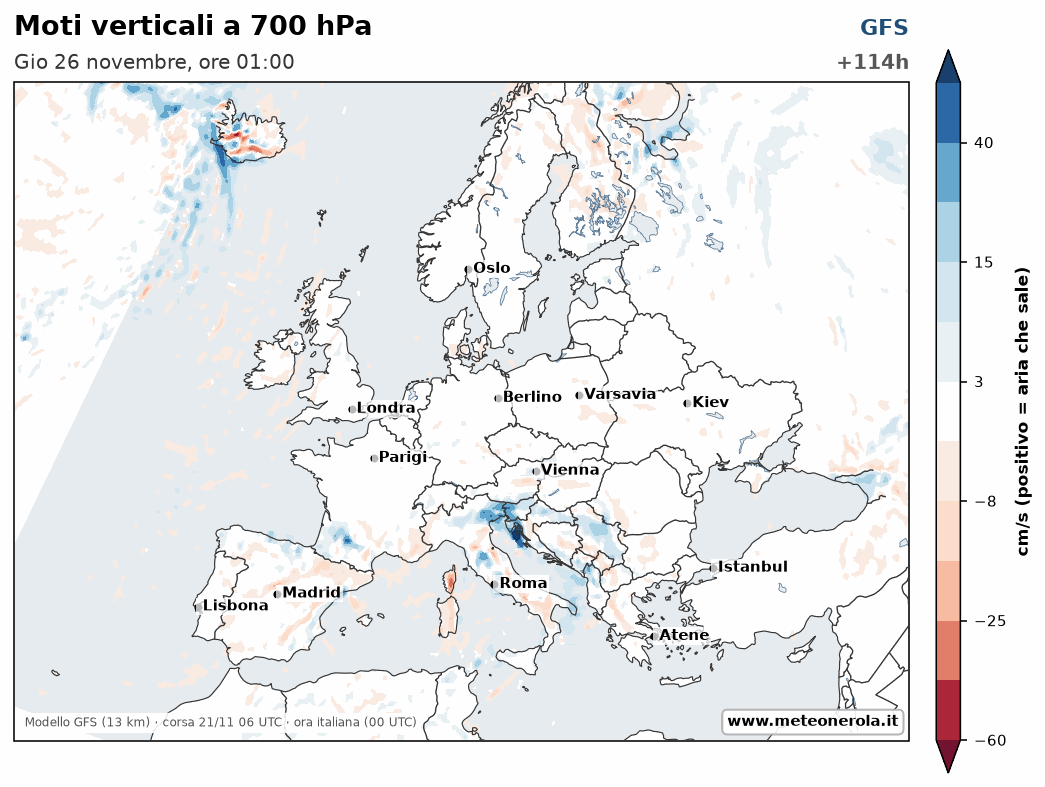 Moti verticali a 700 hPa
GFS
Gio 26 novembre, ore 01:00
+114h
Oslo
Londra
Berlino
Varsavia
Kiev
Parigi
Vienna
Istanbul
Madrid
Roma
Lisbona
Atene
Modello GFS (13 km) · corsa 21/11 06 UTC · ora italiana (00 UTC)
www.meteonerola.it
40
15
3
−8
−25
−60
cm/s (positivo = aria che sale)